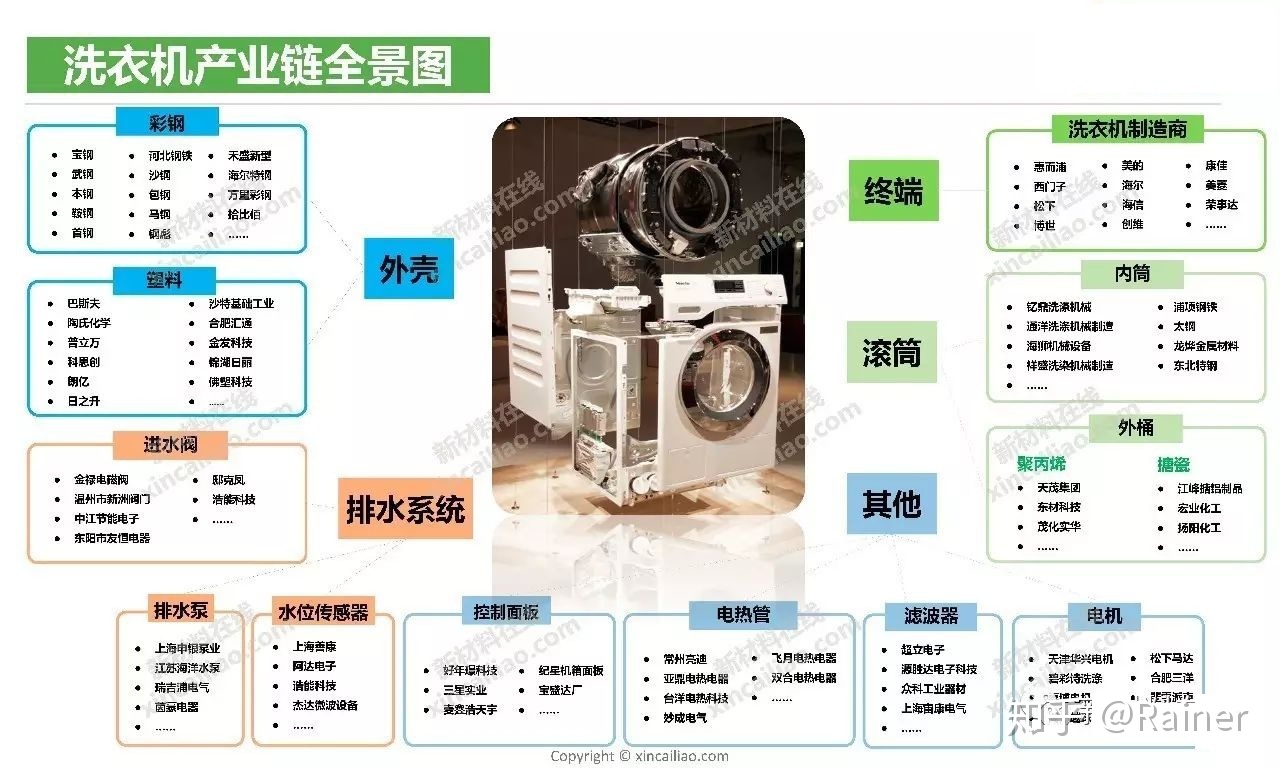 洗衣机产业链全景图
彩钢
宝钢
武钢
本钢
鞍钢
首钢
河北钢铁
沙钢
包钢
马钢
钢彩
禾盛新型
海尔特钢
万里彩钢
拾比佰
……
塑料
巴斯夫
陶氏化学
普立万
科思创
朗亿
日之升
沙特基础工业
合肥汇通
金发科技
锦湖日丽
佛塑科技
……
外壳
进水阀
金禄电磁阀
温州市新洲阀门
中江节能电子
东阳市友恒电器
邸克凤
浩能科技
……
排水系统
排水泵
上海申银泵业
江苏海洋水泵
瑞吉浦电气
茵豪电器
……
水位传感器
上海善康
阿达电子
浩能科技
杰达微波设备
……
终端
洗衣机制造商
惠而浦
西门子
松下
博世
美的
海尔
海信
创维
康佳
美菱
荣事达
……
滚筒
内筒
亿鼎洗涤机械
通洋洗涤机械制造
海狮机械设备
祥盛洗染机械制造
……
浦项钢铁
太钢
龙烨金属材料
东北特钢
外桶
聚丙烯
天茂集团
东材科技
茂化实华
……
搪瓷
江峰搪铝制品
宏业化工
扬阳化工
……
其他
控制面板
好年璟科技
三星实业
麦麦浩天宇
纪星机箱面板
宝盛达厂
……
电热管
常州亮迪
亚鼎电热电器
台洋电热科技
妙成电气
飞月电热电器
双合电热电器
……
滤波器
超立电子
源胜达电子科技
众科工业器材
上海宙康电气
……
电机
天津华兴电机
碧彩特洗涤
松下马达
合肥三洋
新材料在线
xincailiao.com
知乎 @Rainer
Copyright © xincailiao.com